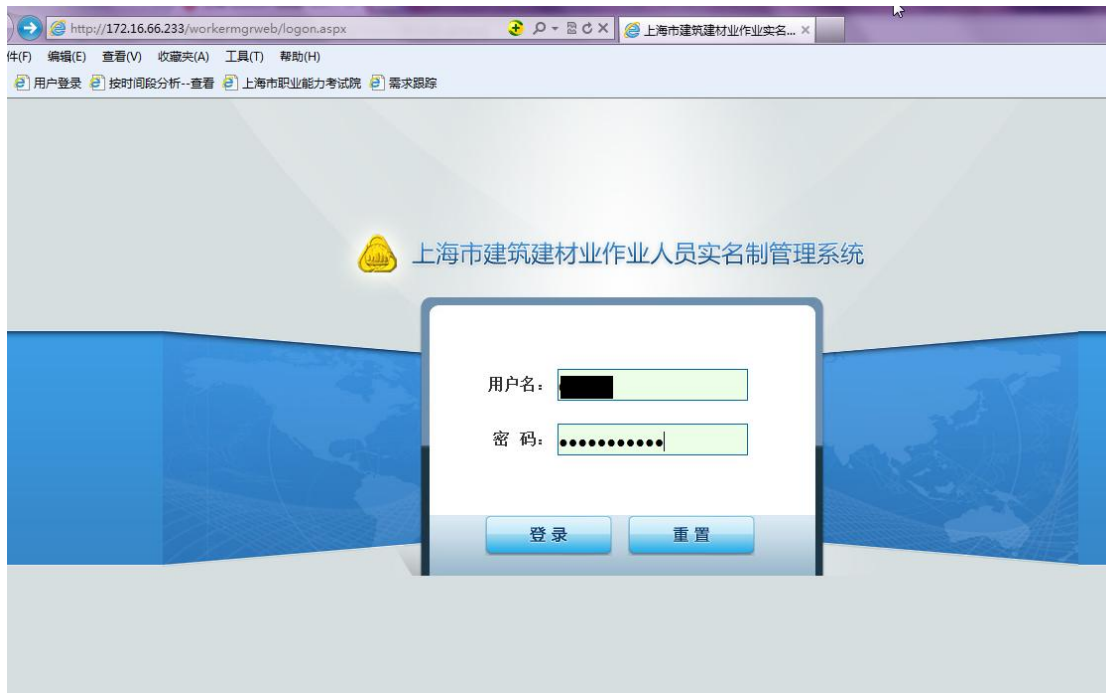 http://172.16.66.233/workermgrweb/logon.aspx 上海市建筑建材业作业实名...
件(F) 编辑(E) 查看(V) 收藏夹(A) 工具(T) 帮助(H)
用户登录 按时间段分析--查看 上海市职业能力考试院 需求跟踪
上海市建筑建材业作业人员实名制管理系统
用户名：
密 码：
登 录 重 置